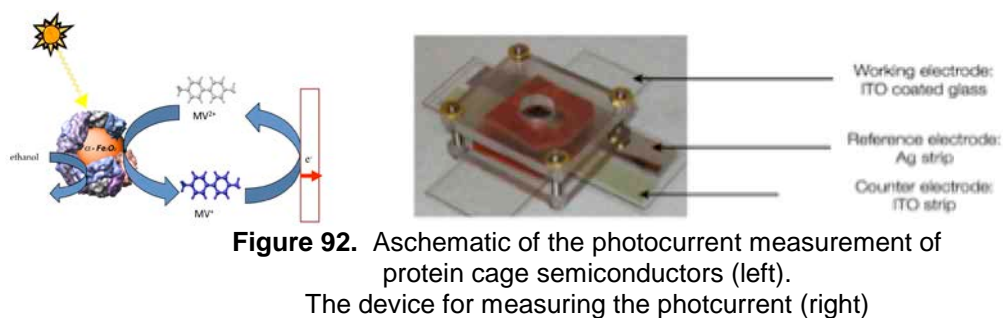 MV²⁺
ethanol
α - Fe₂O₃
e⁻
MV⁺
Working electrode:
ITO coated glass
Reference electrode:
Ag strip
Counter electrode:
ITO strip
Figure 92. Aschematic of the photocurrent measurement of
protein cage semiconductors (left).
The device for measuring the photcurrent (right)